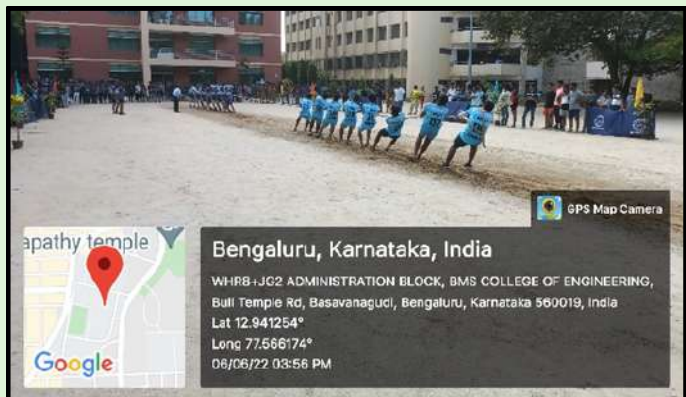 GPS Map Camera
apathy temple
Google
Bengaluru, Karnataka, India
WHR8+JG2 ADMINISTRATION BLOCK, BMS COLLEGE OF ENGINEERING,
Bull Temple Rd, Basavanagudi, Bengaluru, Karnataka 560019, India
Lat 12.941254°
Long 77.566174°
06/06/22 03:56 PM